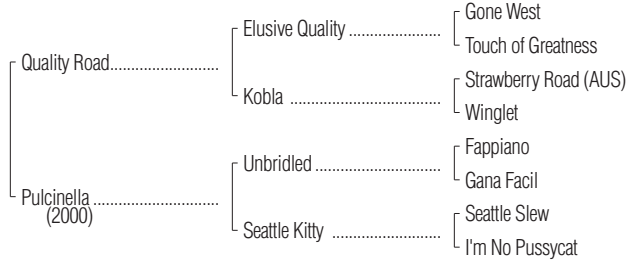 Gone West
Elusive Quality
Touch of Greatness
Quality Road
Strawberry Road (AUS)
Kobla
Winglet
Fappiano
Unbridled
Gana Facil
Pulcinella
(2000)
Seattle Slew
Seattle Kitty
I'm No Pussycat